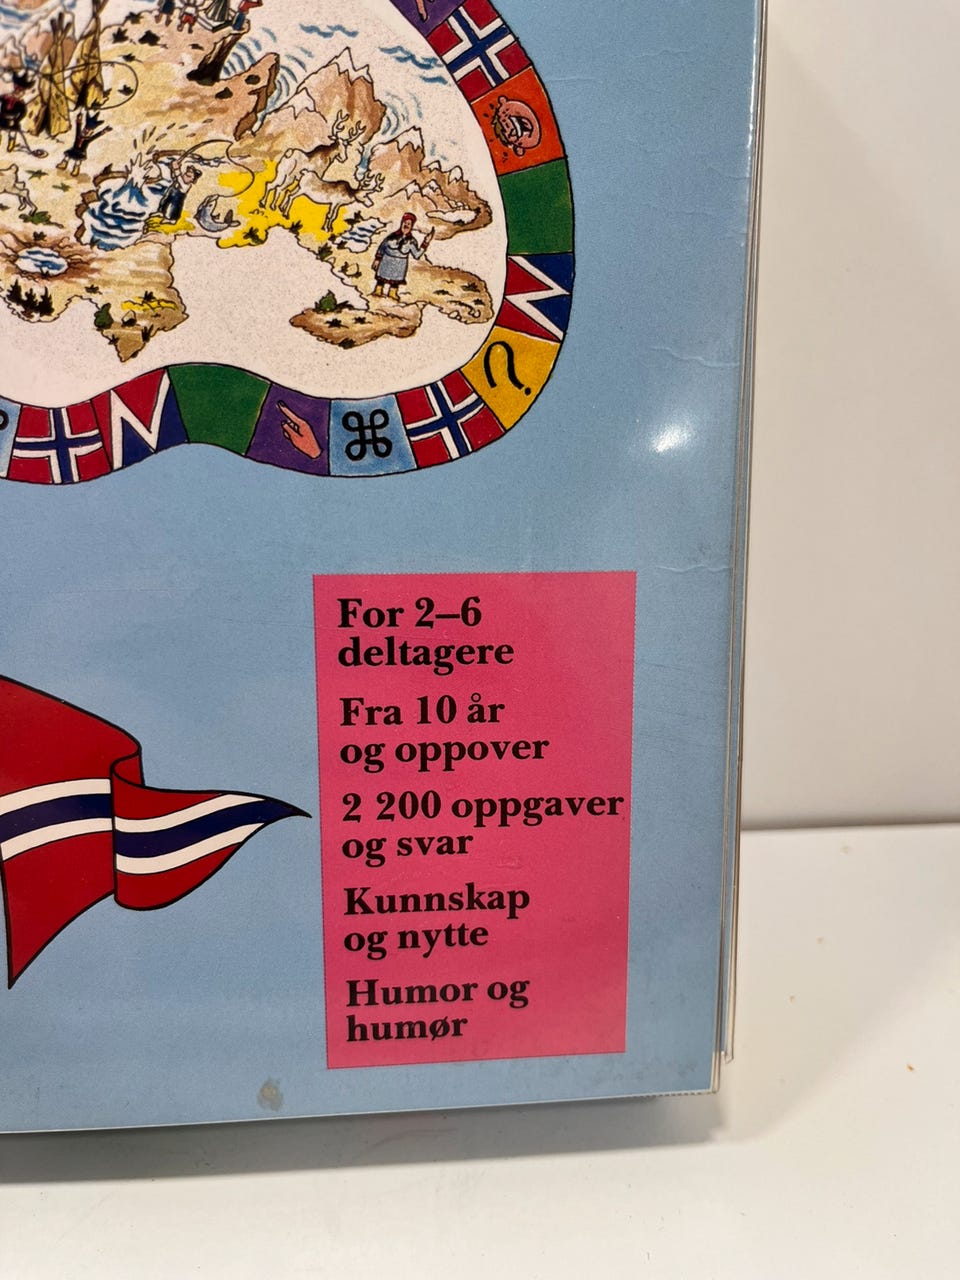 ?
⌘
For 2–6
deltagere
Fra 10 år
og oppover
2 200 oppgaver
og svar
Kunnskap
og nytte
Humor og
humør